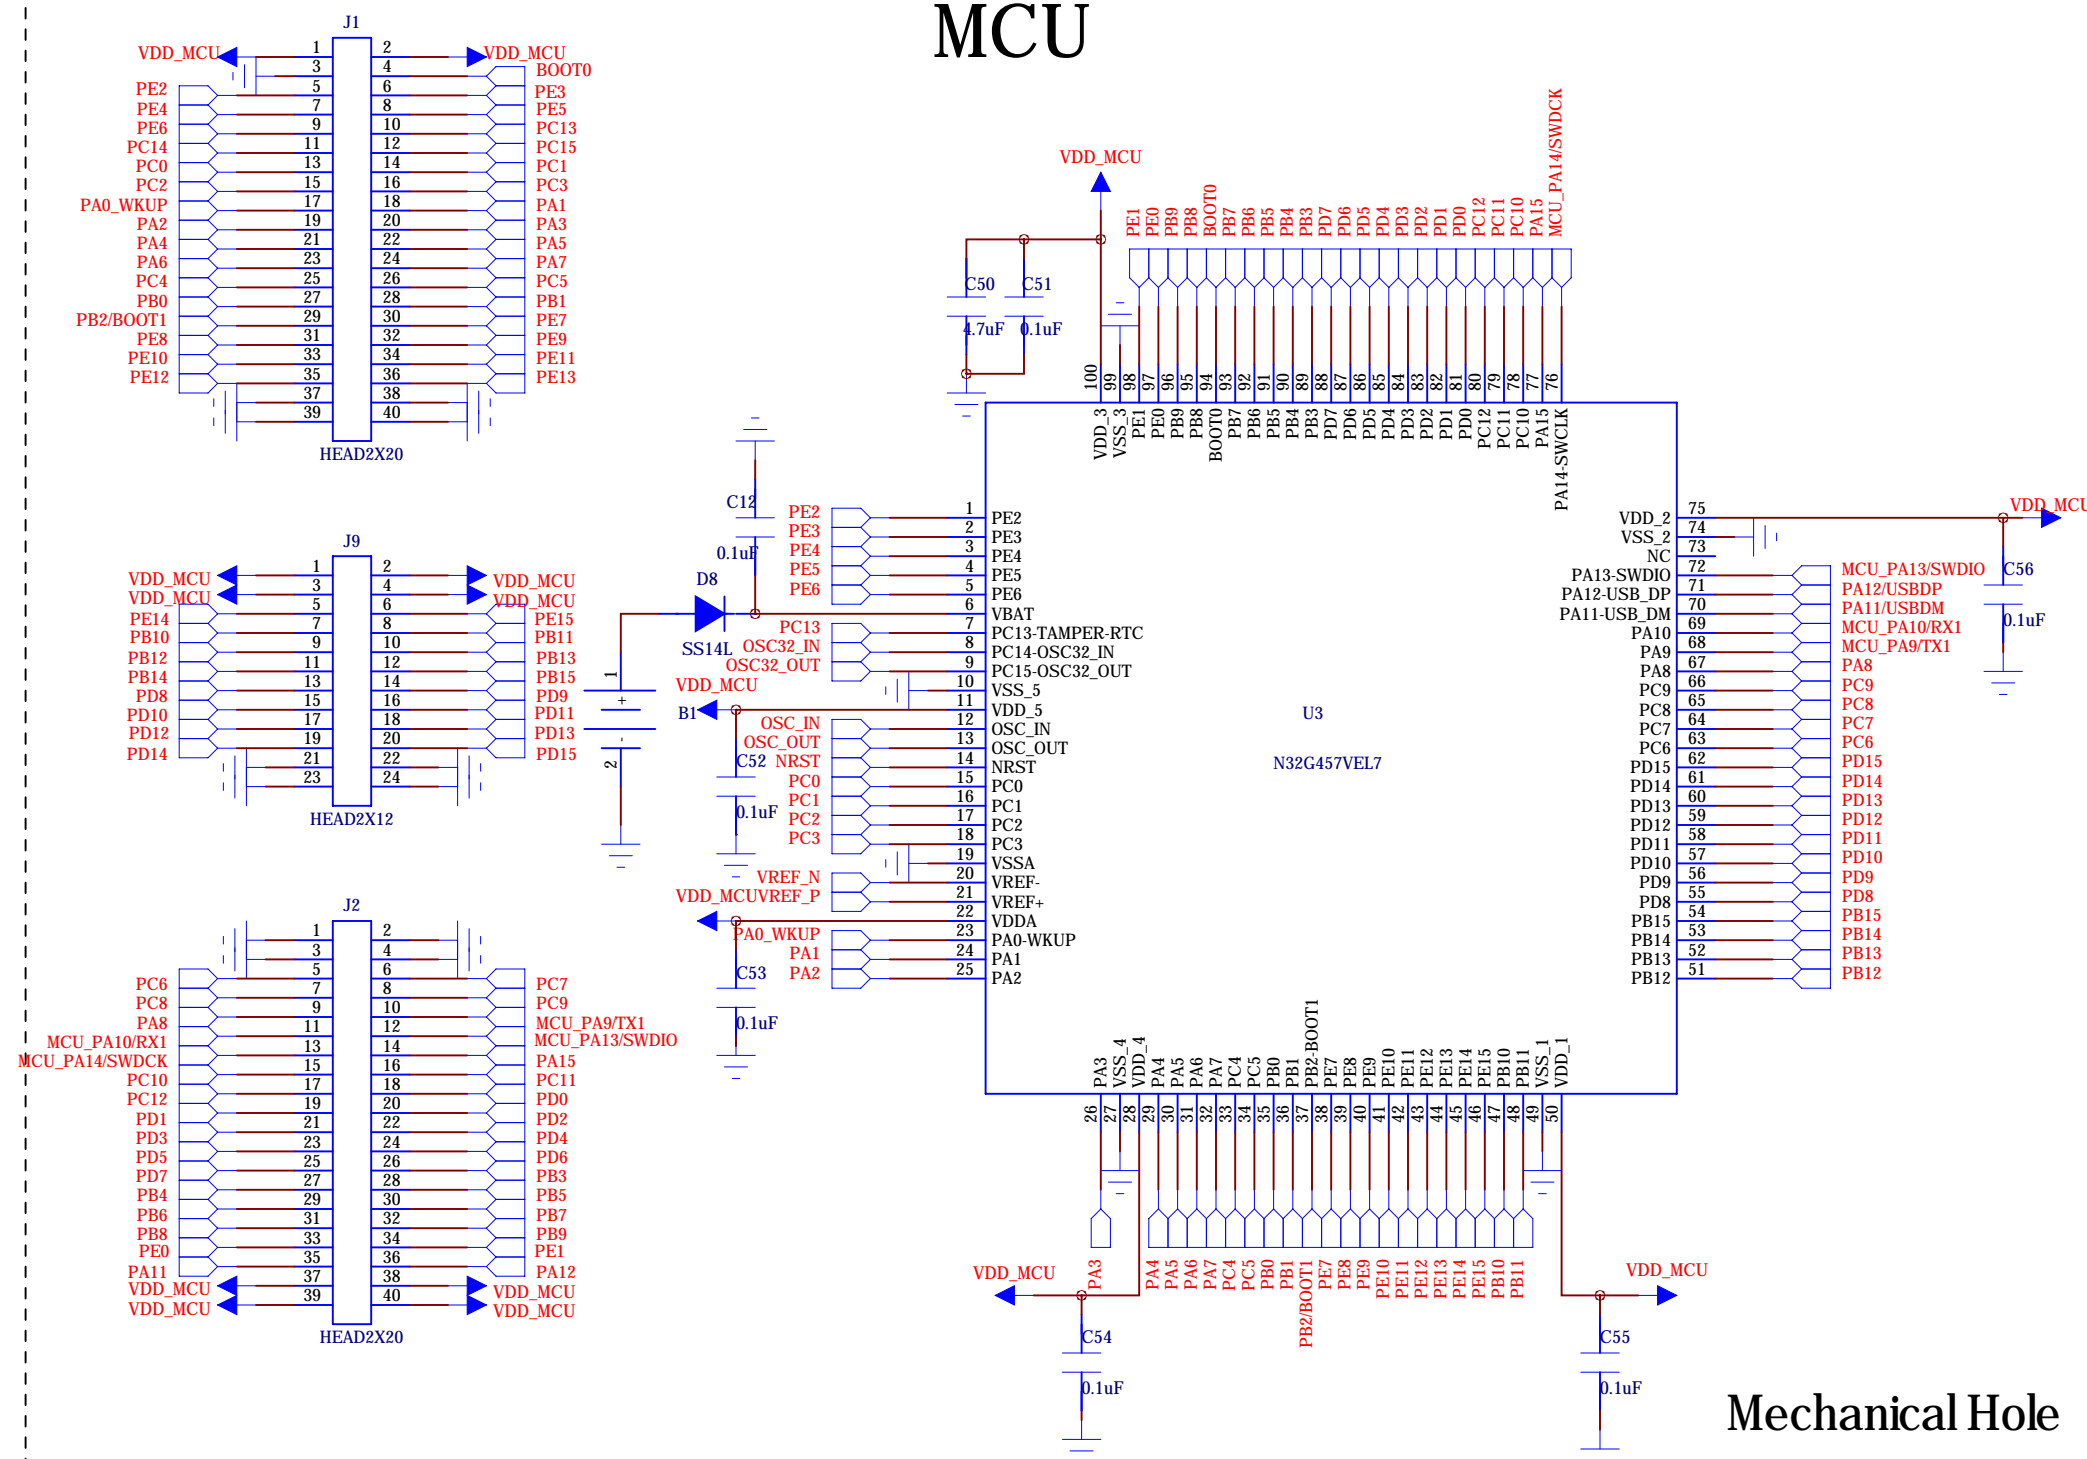 MCU
J1
VDD_MCU 1 2 VDD_MCU
3 4 BOOT0
PE2 5 6 PE3
PE4 7 8 PE5
PE6 9 10 PC13
PC14 11 12 PC15
PC0 13 14 PC1
PC2 15 16 PC3
PA0_WKUP 17 18 PA1
PA2 19 20 PA3
PA4 21 22 PA5
PA6 23 24 PA7
PC4 25 26 PC5
PB0 27 28 PB1
PB2/BOOT1 29 30 PE7
PE8 31 32 PE9
PE10 33 34 PE11
PE12 35 36 PE13
37 38
39 40
HEAD2X20
J9
VDD_MCU 1 2 VDD_MCU
VDD_MCU 3 4 VDD_MCU
PE14 5 6 PE15
PB10 7 8 PB11
PB12 9 10 PB13
PB14 11 12 PB15
PD8 13 14 PD9
PD10 15 16 PD11
PD12 17 18 PD13
PD14 19 20 PD15
21 22
23 24
HEAD2X12
J2
1 2
3 4
PC6 5 6 PC7
PC8 7 8 PC9
PA8 9 10 MCU_PA9/TX1
MCU_PA10/RX1 11 12 MCU_PA13/SWDIO
MCU_PA14/SWDCK 13 14 PA15
PC10 15 16 PC11
PC12 17 18 PD0
PD1 19 20 PD2
PD3 21 22 PD4
PD5 23 24 PD6
PD7 25 26 PB3
PB4 27 28 PB5
PB6 29 30 PB7
PB8 31 32 PB9
PE0 33 34 PE1
PA11 35 36 PA12
VDD_MCU 37 38 VDD_MCU
VDD_MCU 39 40 VDD_MCU
HEAD2X20
VDD_MCU
C50
4.7uF
C51
0.1uF
PE1 PE0 PB9 PB8 BOOT0 PB7 PB6 PB5 PB4 PB3 PD7 PD6 PD5 PD4 PD3 PD2 PD1 PD0 PC12 PC11 PC10 PA15 MCU_PA14/SWDCK
100 99 98 97 96 95 94 93 92 91 90 89 88 87 86 85 84 83 82 81 80 79 78 77 76
VDD_3 VSS_3 PE1 PE0 PB9 PB8 BOOT0 PB7 PB6 PB5 PB4 PB3 PD7 PD6 PD5 PD4 PD3 PD2 PD1 PD0 PC12 PC11 PC10 PA15 PA14-SWCLK
C12
0.1uF
D8
SS14L
1
+
-
2
B1
PE2 1 PE2
PE3 2 PE3
PE4 3 PE4
PE5 4 PE5
PE6 5 PE6
6 VBAT
PC13 7 PC13-TAMPER-RTC
OSC32_IN 8 PC14-OSC32_IN
OSC32_OUT 9 PC15-OSC32_OUT
10 VSS_5
VDD_MCU 11 VDD_5
OSC_IN 12 OSC_IN
OSC_OUT 13 OSC_OUT
NRST 14 NRST
PC0 15 PC0
PC1 16 PC1
PC2 17 PC2
PC3 18 PC3
19 VSSA
VREF_N 20 VREF-
VREF_P 21 VREF+
VDD_MCU 22 VDDA
PA0_WKUP 23 PA0-WKUP
PA1 24 PA1
PA2 25 PA2
C52
0.1uF
C53
0.1uF
U3
N32G457VEL7
VDD_2 75 VDD_MCU
VSS_2 74
NC 73
PA13-SWDIO 72 MCU_PA13/SWDIO
PA12-USB_DP 71 PA12/USBDP
PA11-USB_DM 70 PA11/USBDM
PA10 69 MCU_PA10/RX1
PA9 68 MCU_PA9/TX1
PA8 67 PA8
PC9 66 PC9
PC8 65 PC8
PC7 64 PC7
PC6 63 PC6
PD15 62 PD15
PD14 61 PD14
PD13 60 PD13
PD12 59 PD12
PD11 58 PD11
PD10 57 PD10
PD9 56 PD9
PD8 55 PD8
PB15 54 PB15
PB14 53 PB14
PB13 52 PB13
PB12 51 PB12
C56
0.1uF
PA3 VSS_4 VDD_4 PA4 PA5 PA6 PA7 PC4 PC5 PB0 PB1 PB2-BOOT1 PE7 PE8 PE9 PE10 PE11 PE12 PE13 PE14 PE15 PB10 PB11 VSS_1 VDD_1
26 27 28 29 30 31 32 33 34 35 36 37 38 39 40 41 42 43 44 45 46 47 48 49 50
PA3 PA4 PA5 PA6 PA7 PC4 PC5 PB0 PB1 PB2/BOOT1 PE7 PE8 PE9 PE10 PE11 PE12 PE13 PE14 PE15 PB10 PB11
VDD_MCU
C54
0.1uF
VDD_MCU
C55
0.1uF
Mechanical Hole